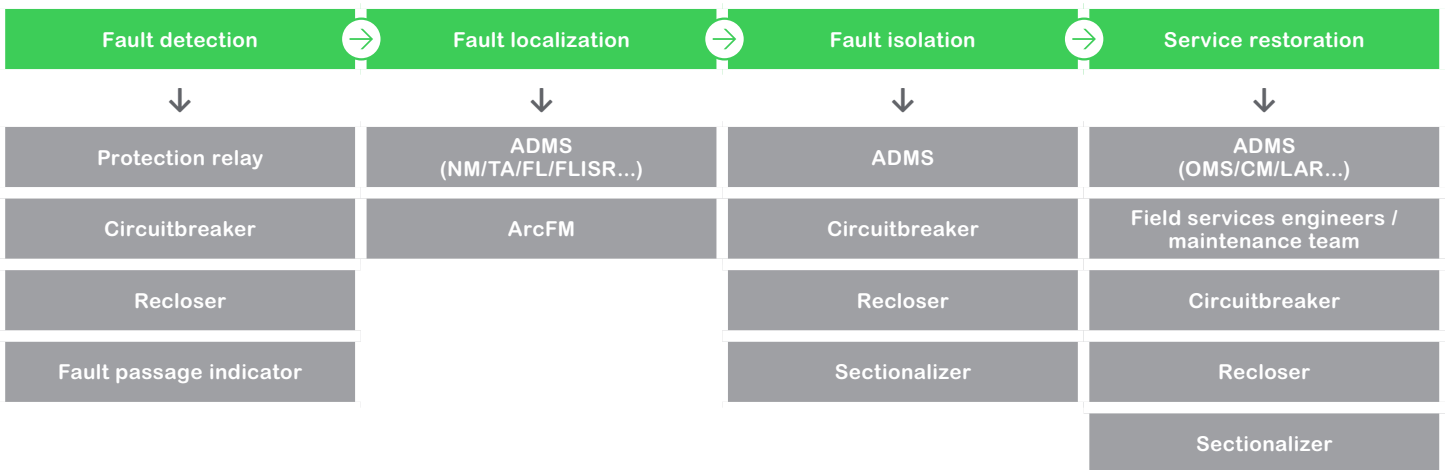 Fault detection
Fault localization
Fault isolation
Service restoration
Protection relay
ADMS
(NM/TA/FL/FLISR...)
ADMS
ADMS
(OMS/CM/LAR...)
Circuitbreaker
ArcFM
Circuitbreaker
Field services engineers /
maintenance team
Recloser
Recloser
Circuitbreaker
Fault passage indicator
Sectionalizer
Recloser
Sectionalizer